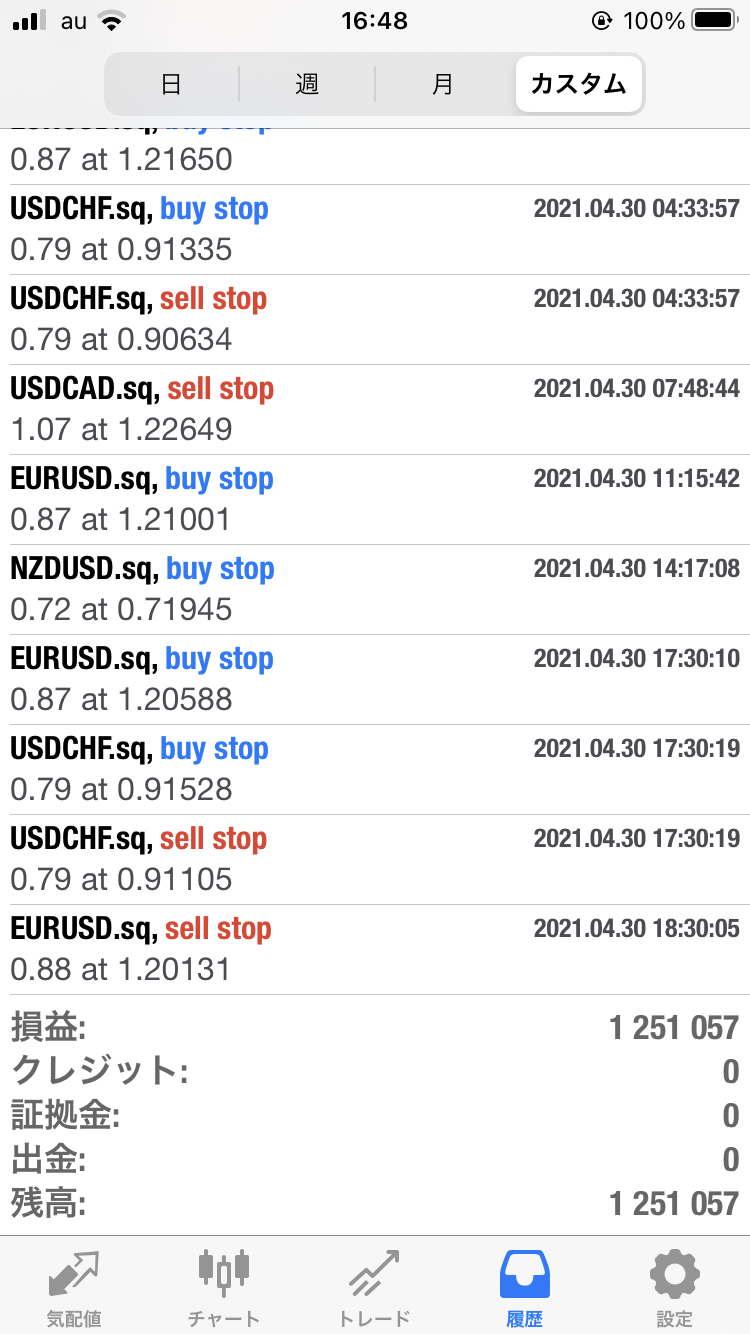 au 16:48 100%
日 週 月 カスタム
0.87 at 1.21650
USDCHF.sq, buy stop 2021.04.30 04:33:57
0.79 at 0.91335
USDCHF.sq, sell stop 2021.04.30 04:33:57
0.79 at 0.90634
USDCAD.sq, sell stop 2021.04.30 07:48:44
1.07 at 1.22649
EURUSD.sq, buy stop 2021.04.30 11:15:42
0.87 at 1.21001
NZDUSD.sq, buy stop 2021.04.30 14:17:08
0.72 at 0.71945
EURUSD.sq, buy stop 2021.04.30 17:30:10
0.87 at 1.20588
USDCHF.sq, buy stop 2021.04.30 17:30:19
0.79 at 0.91528
USDCHF.sq, sell stop 2021.04.30 17:30:19
0.79 at 0.91105
EURUSD.sq, sell stop 2021.04.30 18:30:05
0.88 at 1.20131
損益: 1 251 057
クレジット: 0
証拠金: 0
出金: 0
残高: 1 251 057
気配値 チャート トレード 履歴 設定